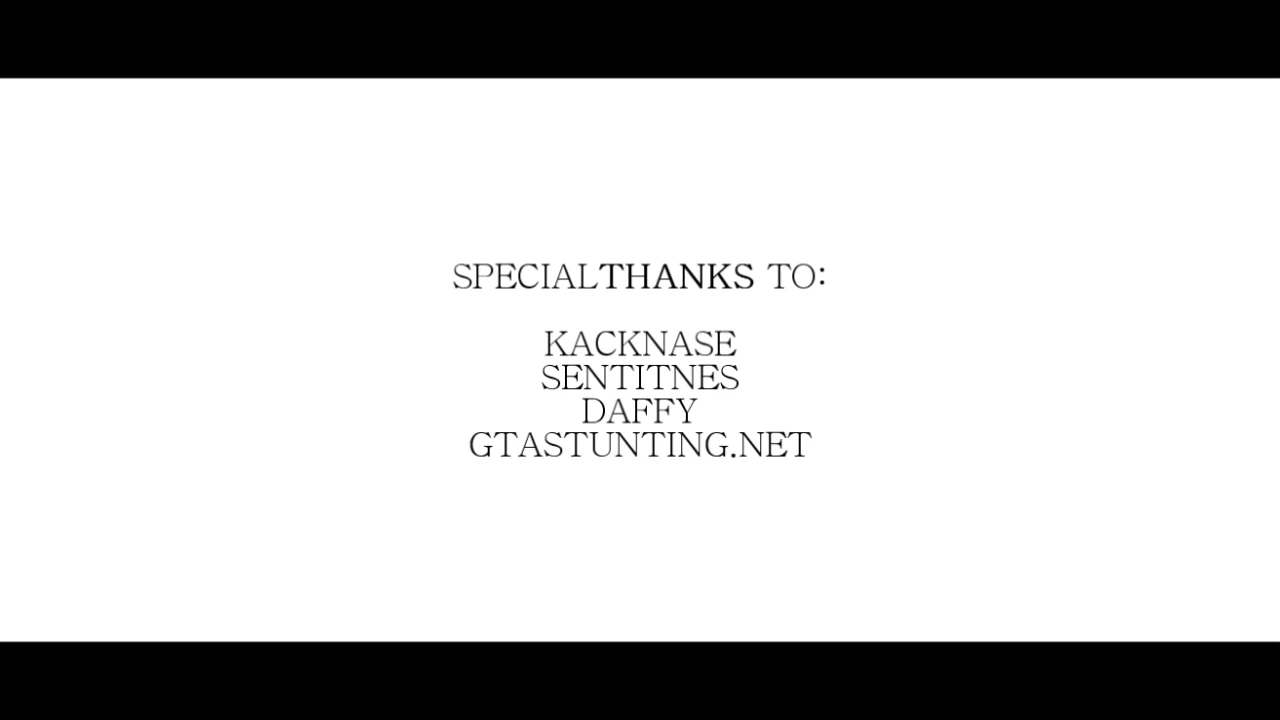 SPECIALTHANKS TO:
KACKNASE
SENTITNES
DAFFY
GTASTUNTING.NET